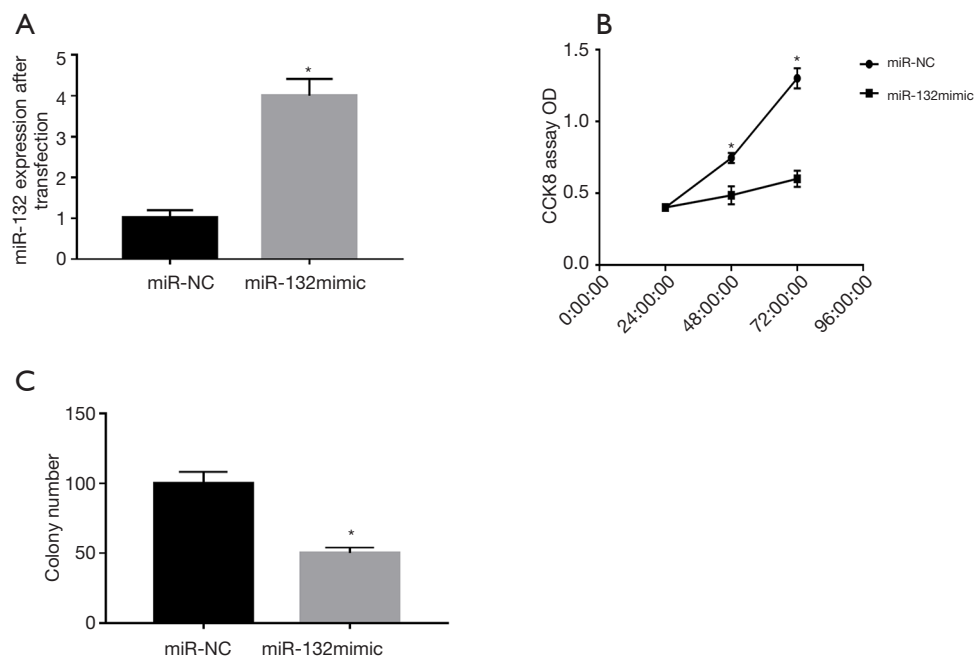 A
miR-132 expression after
transfection
5
4
3
2
1
0
*
miR-NC
miR-132mimic
B
CCK8 assay OD
1.5
1.0
0.5
0.0
*
*
0:00:00
24:00:00
48:00:00
72:00:00
96:00:00
miR-NC
miR-132mimic
C
Colony number
150
100
50
0
*
miR-NC
miR-132mimic